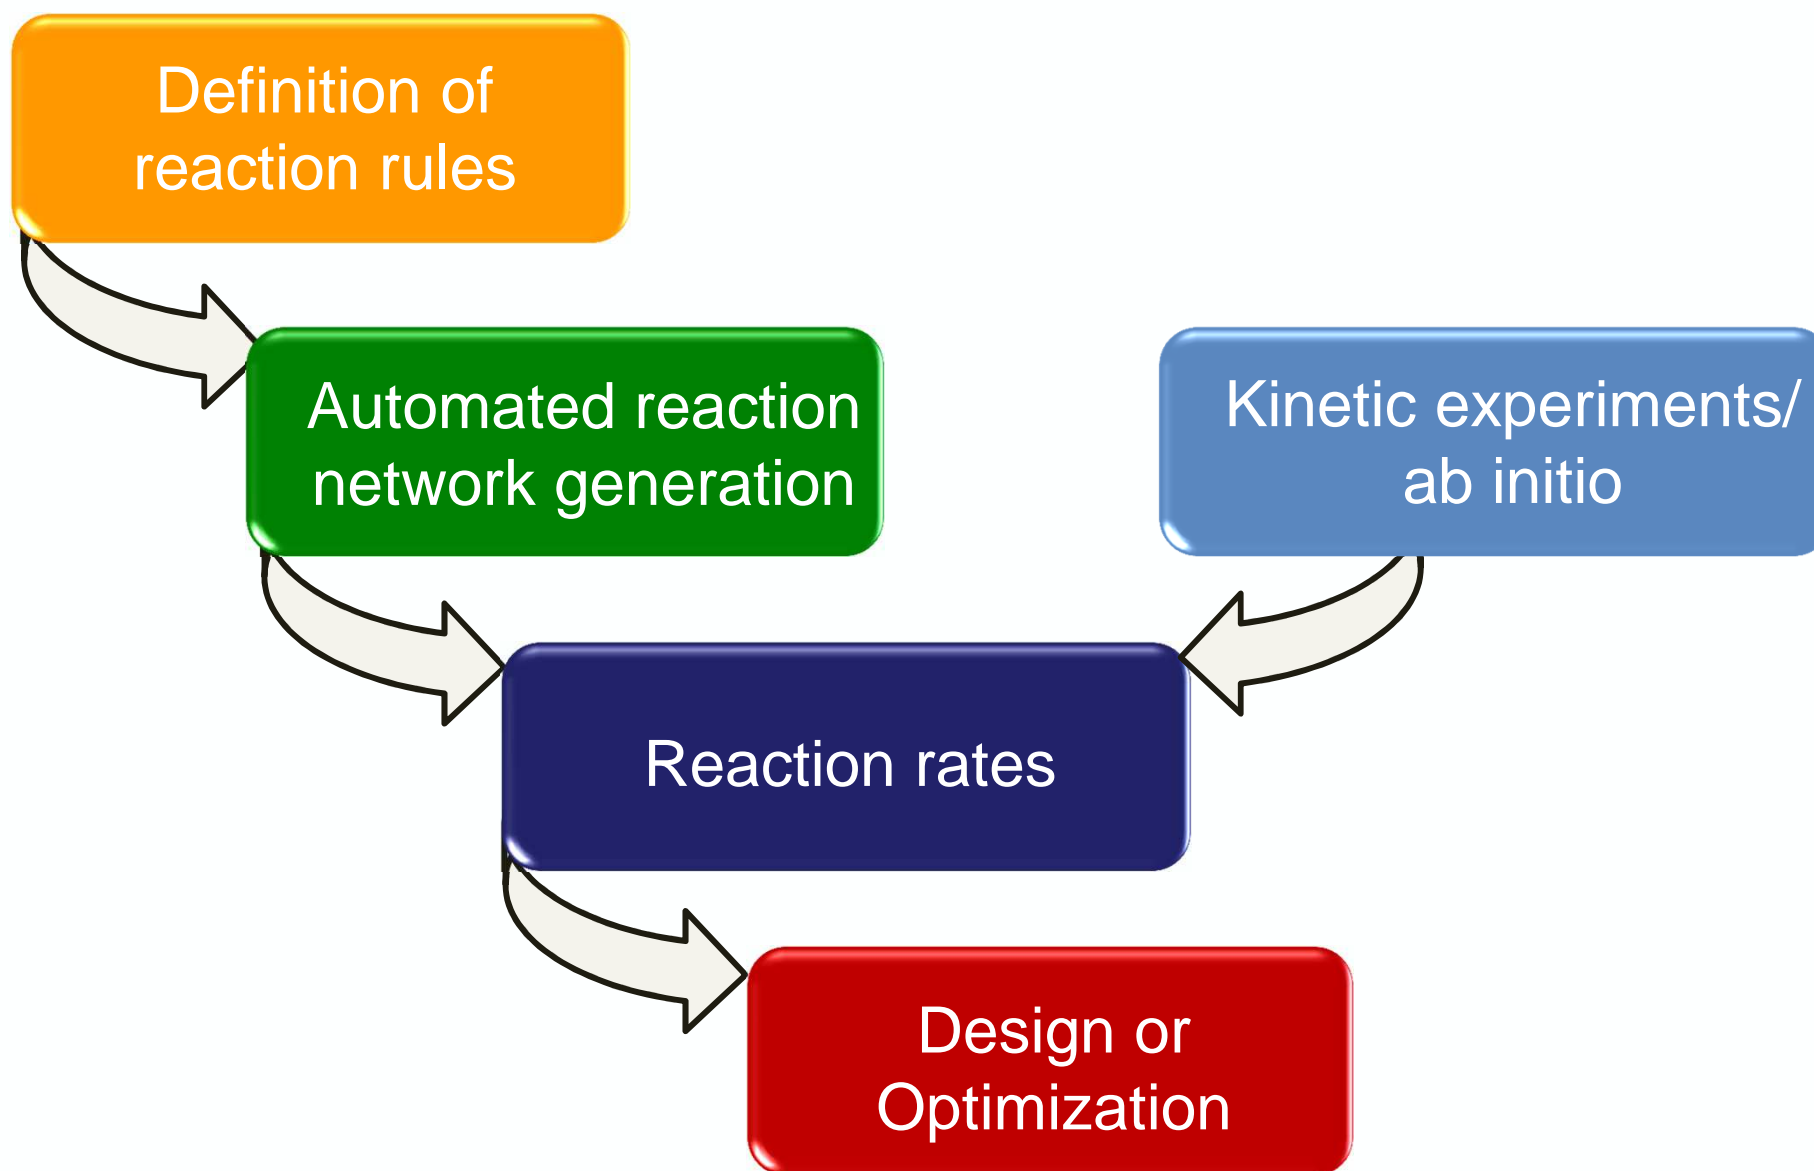 Definition of
reaction rules
Automated reaction
network generation
Kinetic experiments/
ab initio
Reaction rates
Design or
Optimization